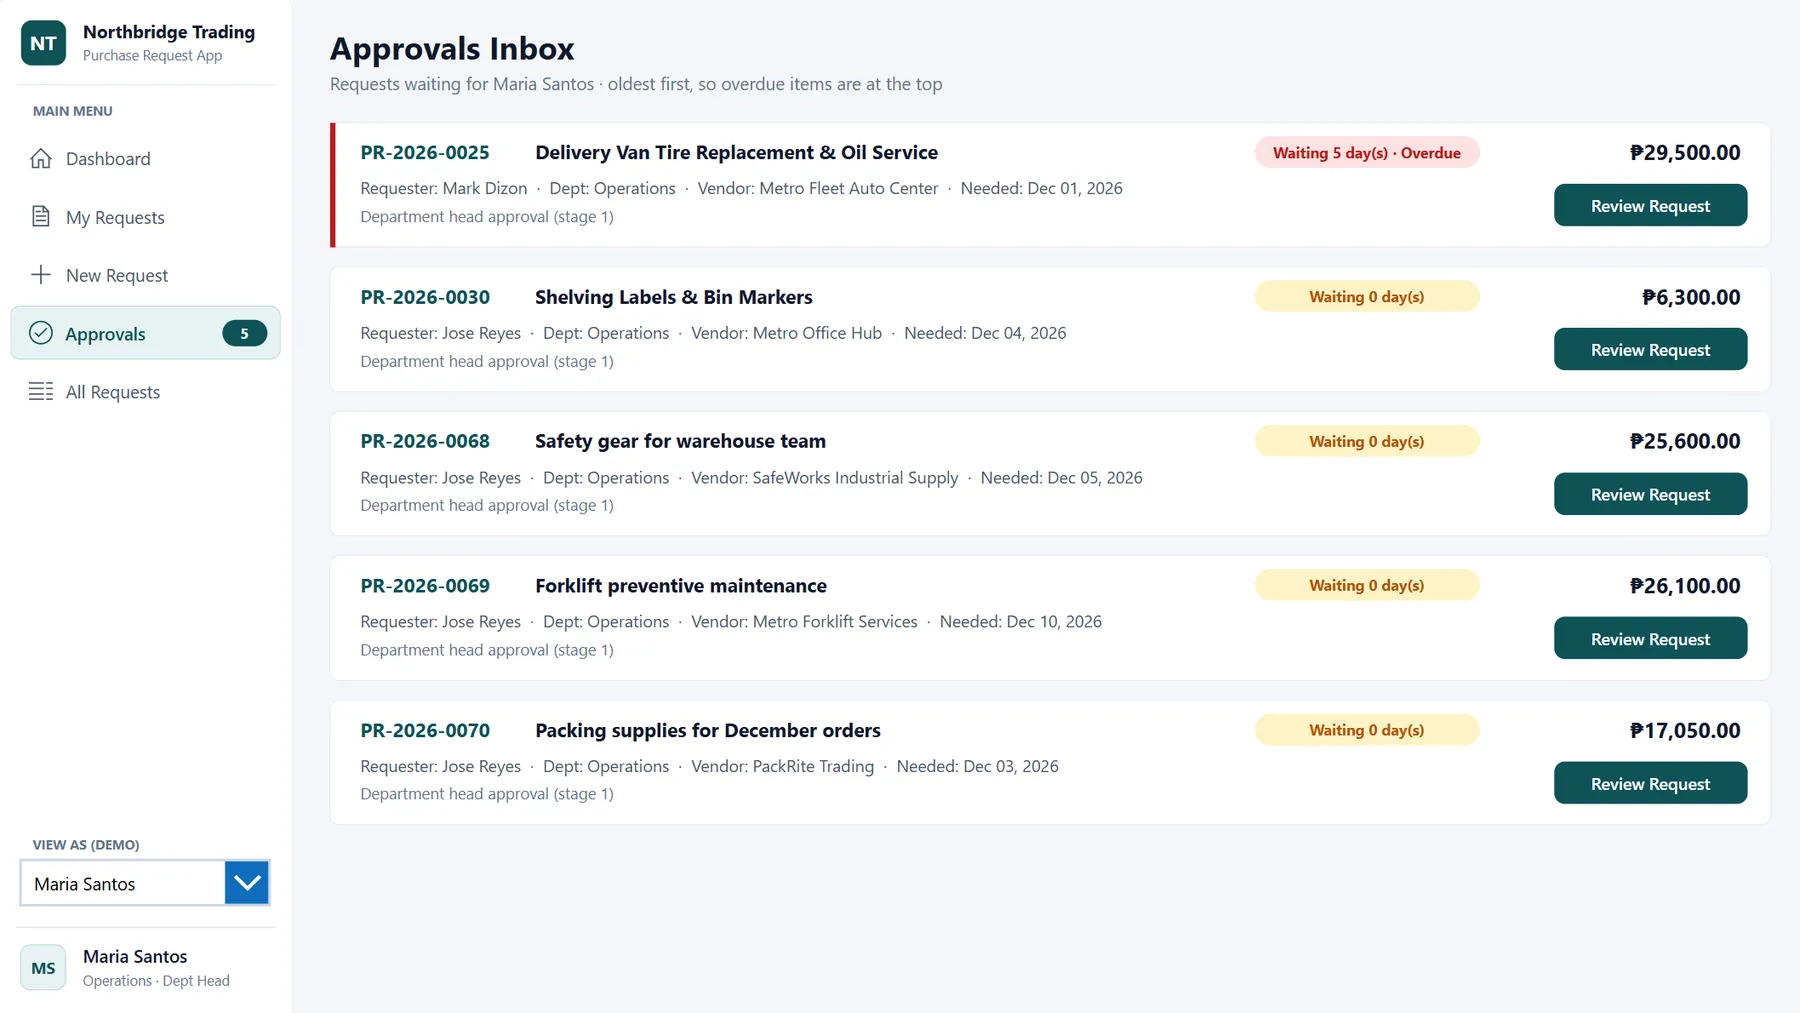 NT
Northbridge Trading
Purchase Request App
MAIN MENU
Dashboard
My Requests
New Request
Approvals 5
All Requests
VIEW AS (DEMO)
Maria Santos
MS
Maria Santos
Operations · Dept Head
Approvals Inbox
Requests waiting for Maria Santos · oldest first, so overdue items are at the top
PR-2026-0025 Delivery Van Tire Replacement & Oil Service Waiting 5 day(s) · Overdue ₱29,500.00
Requester: Mark Dizon · Dept: Operations · Vendor: Metro Fleet Auto Center · Needed: Dec 01, 2026
Review Request
Department head approval (stage 1)
PR-2026-0030 Shelving Labels & Bin Markers Waiting 0 day(s) ₱6,300.00
Requester: Jose Reyes · Dept: Operations · Vendor: Metro Office Hub · Needed: Dec 04, 2026
Review Request
Department head approval (stage 1)
PR-2026-0068 Safety gear for warehouse team Waiting 0 day(s) ₱25,600.00
Requester: Jose Reyes · Dept: Operations · Vendor: SafeWorks Industrial Supply · Needed: Dec 05, 2026
Review Request
Department head approval (stage 1)
PR-2026-0069 Forklift preventive maintenance Waiting 0 day(s) ₱26,100.00
Requester: Jose Reyes · Dept: Operations · Vendor: Metro Forklift Services · Needed: Dec 10, 2026
Review Request
Department head approval (stage 1)
PR-2026-0070 Packing supplies for December orders Waiting 0 day(s) ₱17,050.00
Requester: Jose Reyes · Dept: Operations · Vendor: PackRite Trading · Needed: Dec 03, 2026
Review Request
Department head approval (stage 1)